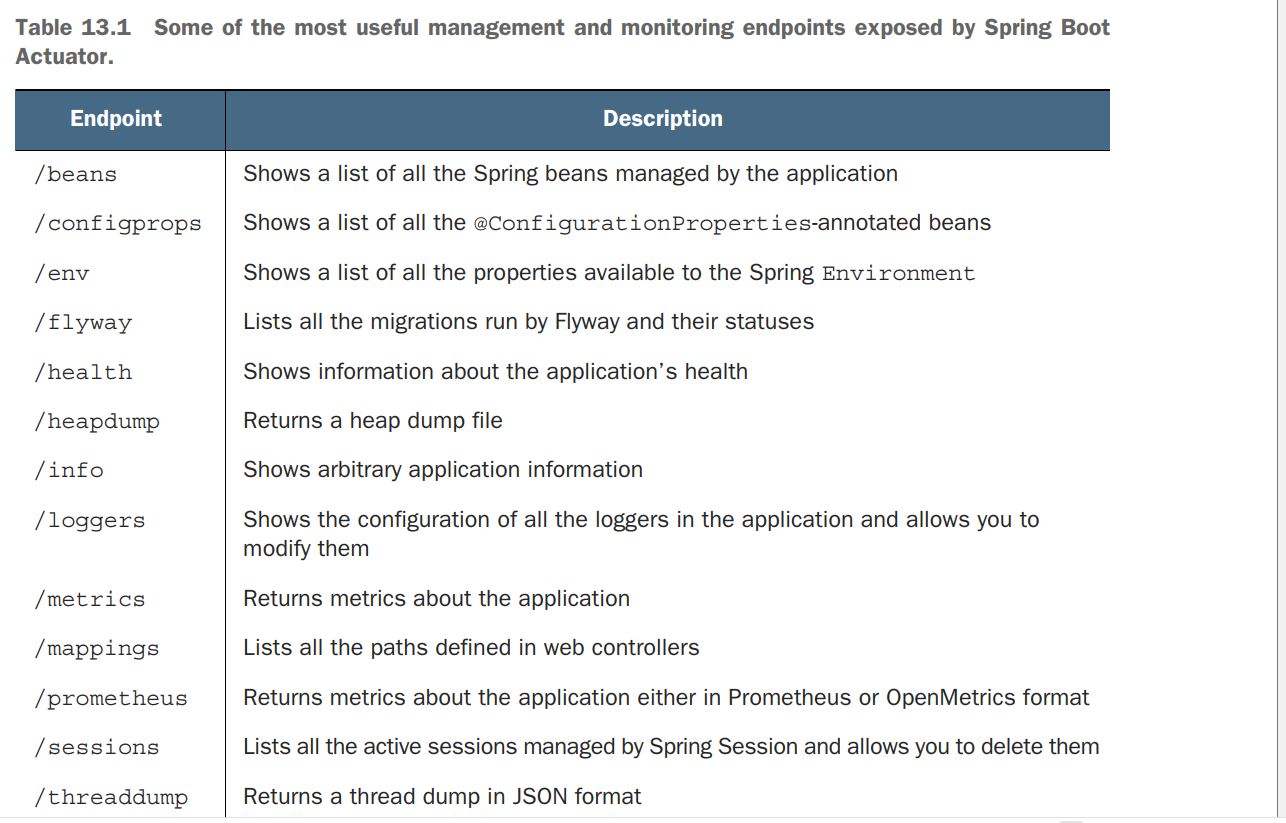 Table 13.1 Some of the most useful management and monitoring endpoints exposed by Spring Boot
Actuator.
Endpoint Description
/beans Shows a list of all the Spring beans managed by the application
/configprops Shows a list of all the @ConfigurationProperties-annotated beans
/env Shows a list of all the properties available to the Spring Environment
/flyway Lists all the migrations run by Flyway and their statuses
/health Shows information about the application’s health
/heapdump Returns a heap dump file
/info Shows arbitrary application information
/loggers Shows the configuration of all the loggers in the application and allows you to
modify them
/metrics Returns metrics about the application
/mappings Lists all the paths defined in web controllers
/prometheus Returns metrics about the application either in Prometheus or OpenMetrics format
/sessions Lists all the active sessions managed by Spring Session and allows you to delete them
/threaddump Returns a thread dump in JSON format